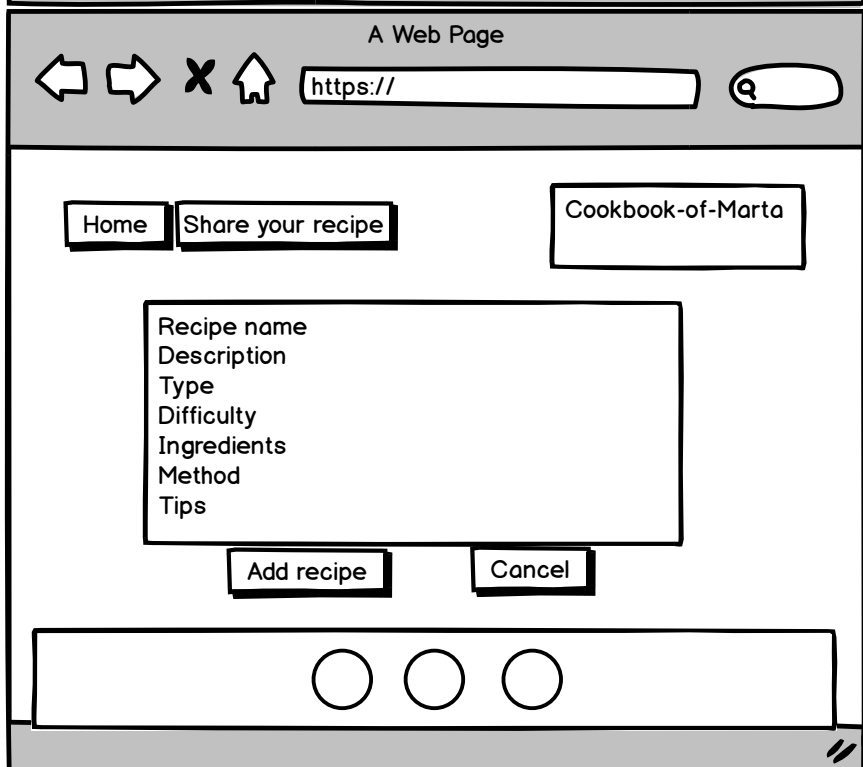 A Web Page
https://
Home
Share your recipe
Cookbook-of-Marta
Recipe name
Description
Type
Difficulty
Ingredients
Method
Tips
Add recipe
Cancel